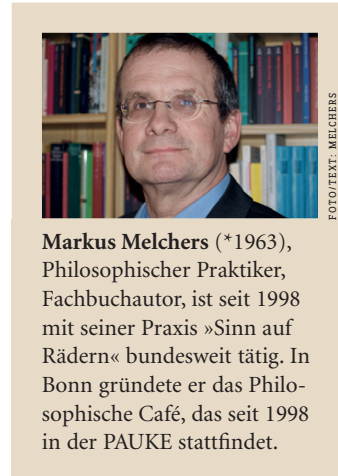 FOTO/TEXT: MELCHERS
Markus Melchers (*1963),
Philosophischer Praktiker,
Fachbuchautor, ist seit 1998
mit seiner Praxis »Sinn auf
Rädern« bundesweit tätig. In
Bonn gründete er das Philo-
sophische Café, das seit 1998
in der PAUKE stattfindet.